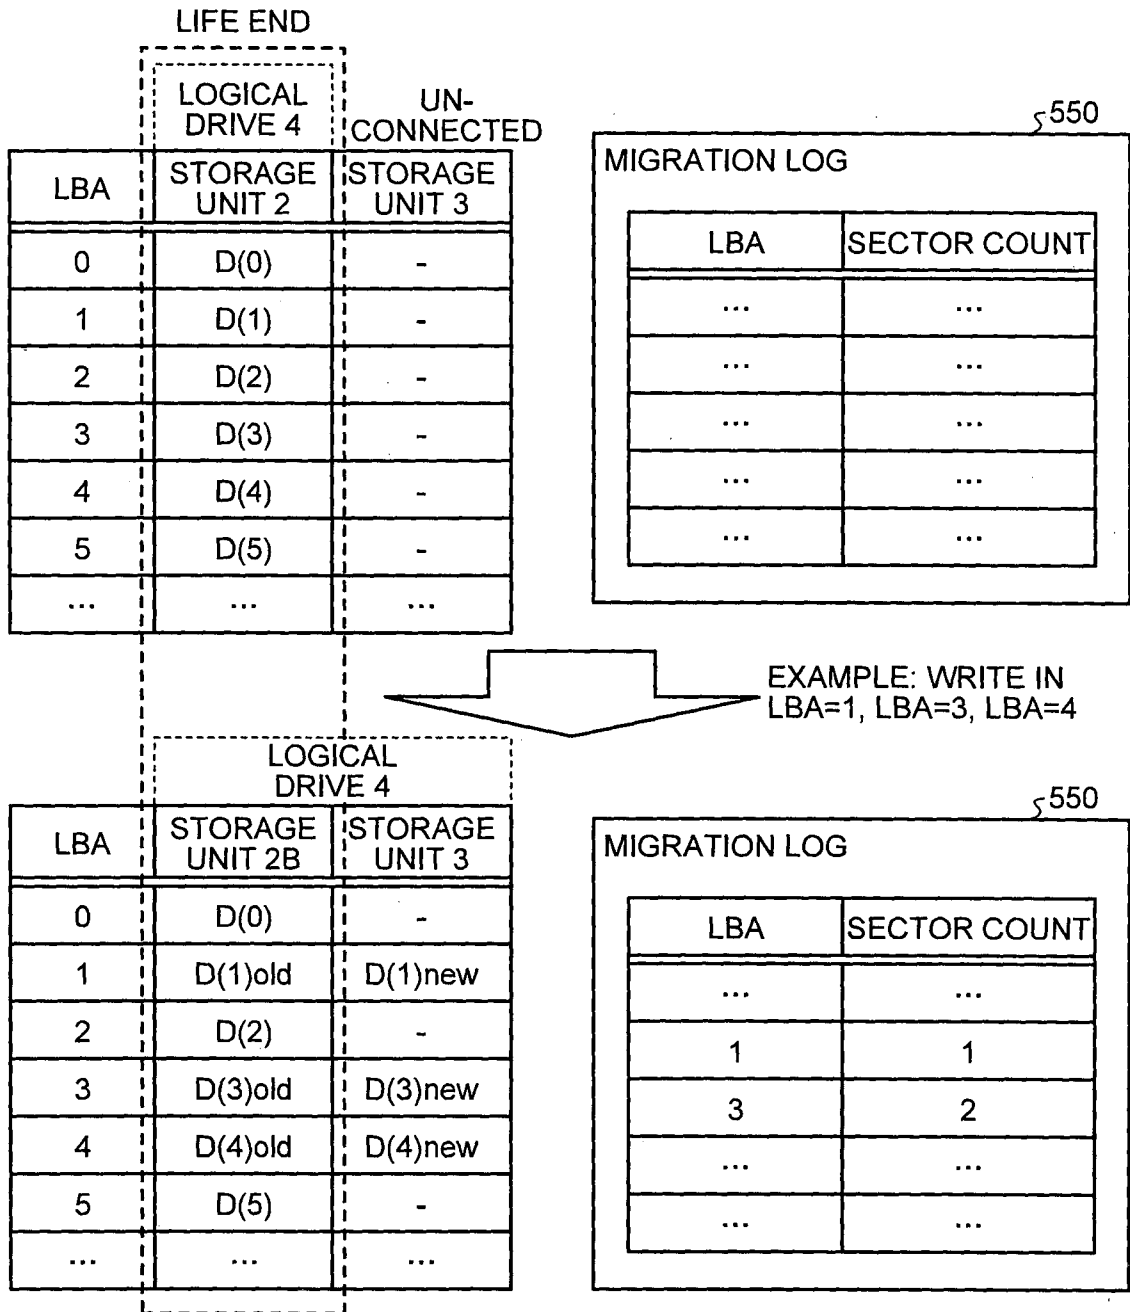 LIFE END
LOGICAL
DRIVE 4
UN-
CONNECTED
LBA
STORAGE
UNIT 2
STORAGE
UNIT 3
0 D(0) -
1 D(1) -
2 D(2) -
3 D(3) -
4 D(4) -
5 D(5) -
... ... ...
550
MIGRATION LOG
LBA SECTOR COUNT
... ...
... ...
... ...
... ...
... ...
EXAMPLE: WRITE IN
LBA=1, LBA=3, LBA=4
LOGICAL
DRIVE 4
LBA
STORAGE
UNIT 2B
STORAGE
UNIT 3
0 D(0) -
1 D(1)old D(1)new
2 D(2) -
3 D(3)old D(3)new
4 D(4)old D(4)new
5 D(5) -
... ... ...
550
MIGRATION LOG
LBA SECTOR COUNT
... ...
1 1
3 2
... ...
... ...